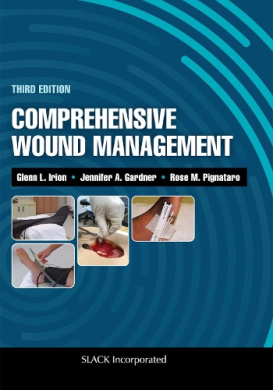 THIRD EDITION
COMPREHENSIVE
WOUND MANAGEMENT
Glenn L. Irion • Jennifer A. Gardner • Rose M. Pignataro
SLACK Incorporated